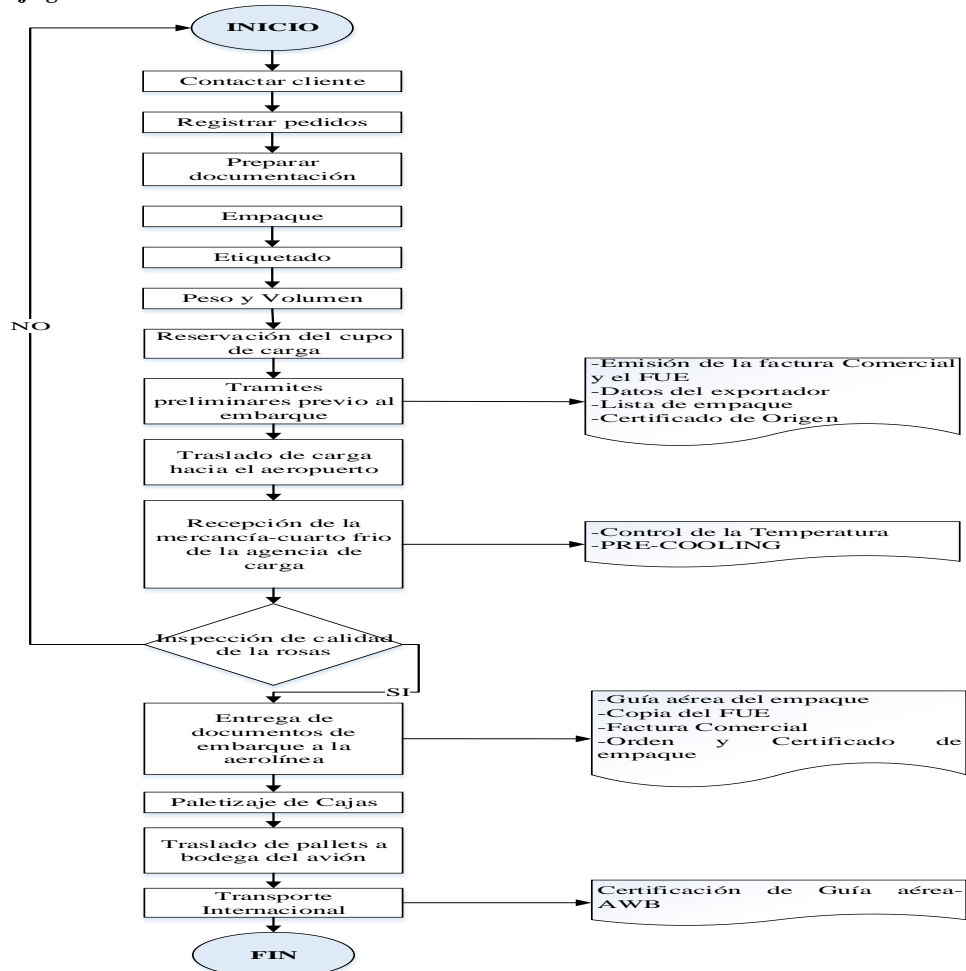 INICIO
Contactar cliente
Registrar pedidos
Preparar
documentación
Empaque
Etiquetado
Peso y Volumen
NO
Reservación del cupo
de carga
Tramites
preliminares previo al
embarque
-Emisión de la factura Comercial
y el FUE
-Datos del exportador
-Lista de empaque
-Certificado de Origen
Traslado de carga
hacia el aeropuerto
Recepción de la
mercancía-cuarto frio
de la agencia de
carga
-Control de la Temperatura
-PRE-COOLING
Inspección de calidad
de la rosas
SI
Entrega de
documentos de
embarque a la
aerolínea
-Guía aérea del empaque
-Copia del FUE
-Factura Comercial
-Orden y Certificado de
empaque
Paletizaje de Cajas
Traslado de pallets a
bodega del avión
Transporte
Internacional
Certificación de Guía aérea-
AWB
FIN